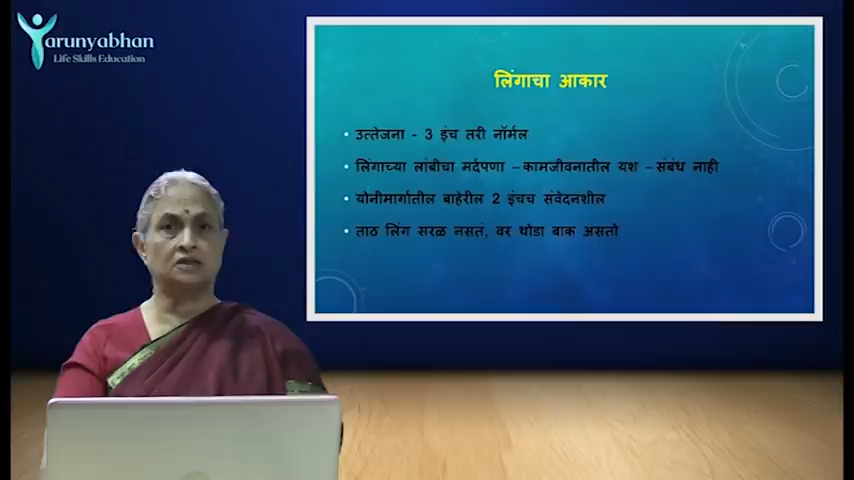 arunyabhan
Life Skills Education
लिंगाचा आकार
• उत्तेजना - 3 इंच तरी नॉर्मल
• लिंगाच्या लांबीचा मर्दपणा – कामजीवनातील यश – संबंध नाही
• योनीमार्गातील बाहेरील 2 इंचच संवेदनशील
• ताठ लिंग सरळ नसतं, वर थोडा बाक असतो